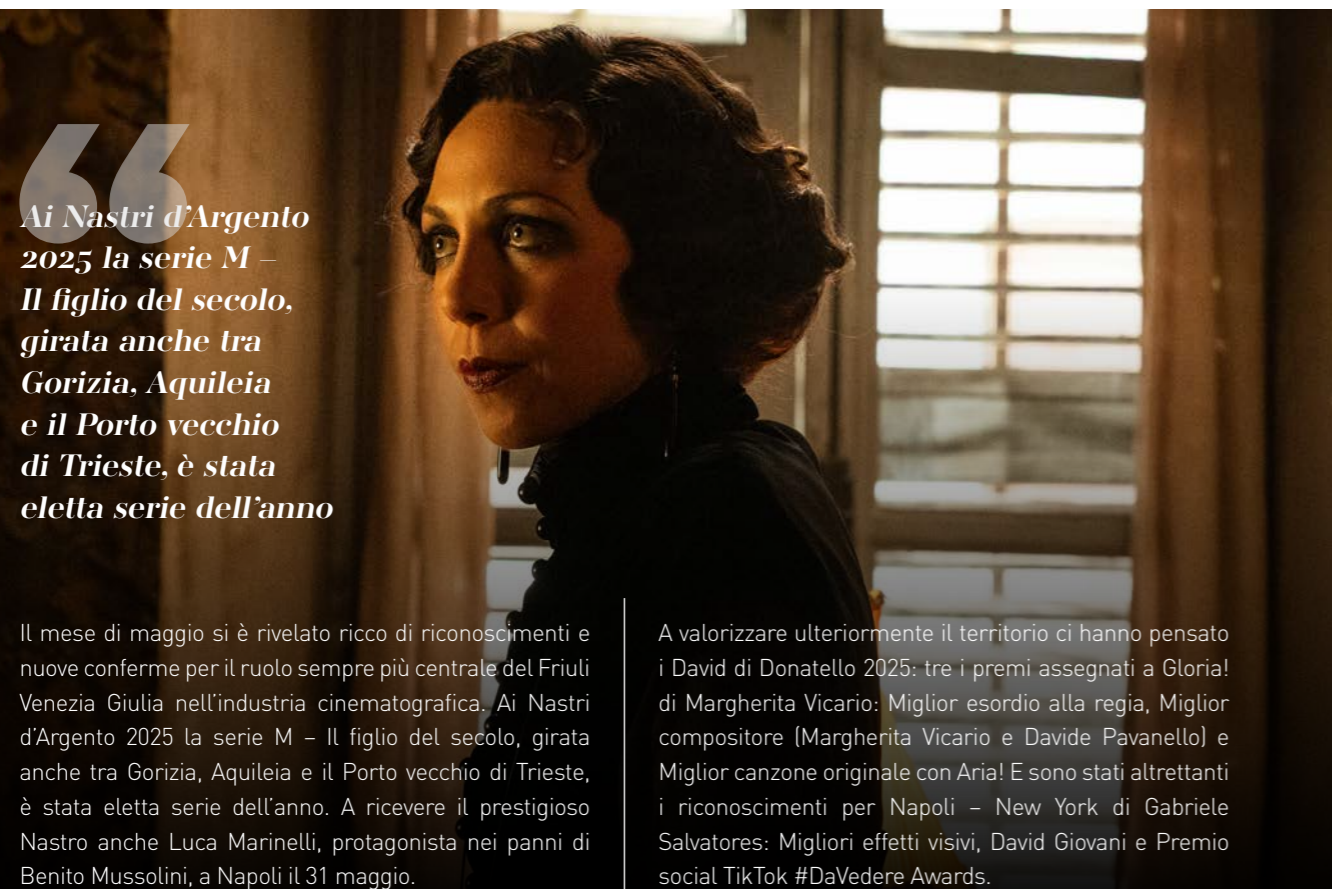 Ai Nastri d’Argento
2025 la serie M –
Il figlio del secolo,
girata anche tra
Gorizia, Aquileia
e il Porto vecchio
di Trieste, è stata
eletta serie dell’anno
Il mese di maggio si è rivelato ricco di riconoscimenti e
nuove conferme per il ruolo sempre più centrale del Friuli
Venezia Giulia nell’industria cinematografica. Ai Nastri
d’Argento 2025 la serie M – Il figlio del secolo, girata
anche tra Gorizia, Aquileia e il Porto vecchio di Trieste,
è stata eletta serie dell’anno. A ricevere il prestigioso
Nastro anche Luca Marinelli, protagonista nei panni di
Benito Mussolini, a Napoli il 31 maggio.
A valorizzare ulteriormente il territorio ci hanno pensato
i David di Donatello 2025: tre i premi assegnati a Gloria!
di Margherita Vicario: Miglior esordio alla regia, Miglior
compositore (Margherita Vicario e Davide Pavanello) e
Miglior canzone originale con Aria! E sono stati altrettanti
i riconoscimenti per Napoli – New York di Gabriele
Salvatores: Migliori effetti visivi, David Giovani e Premio
social TikTok #DaVedere Awards.